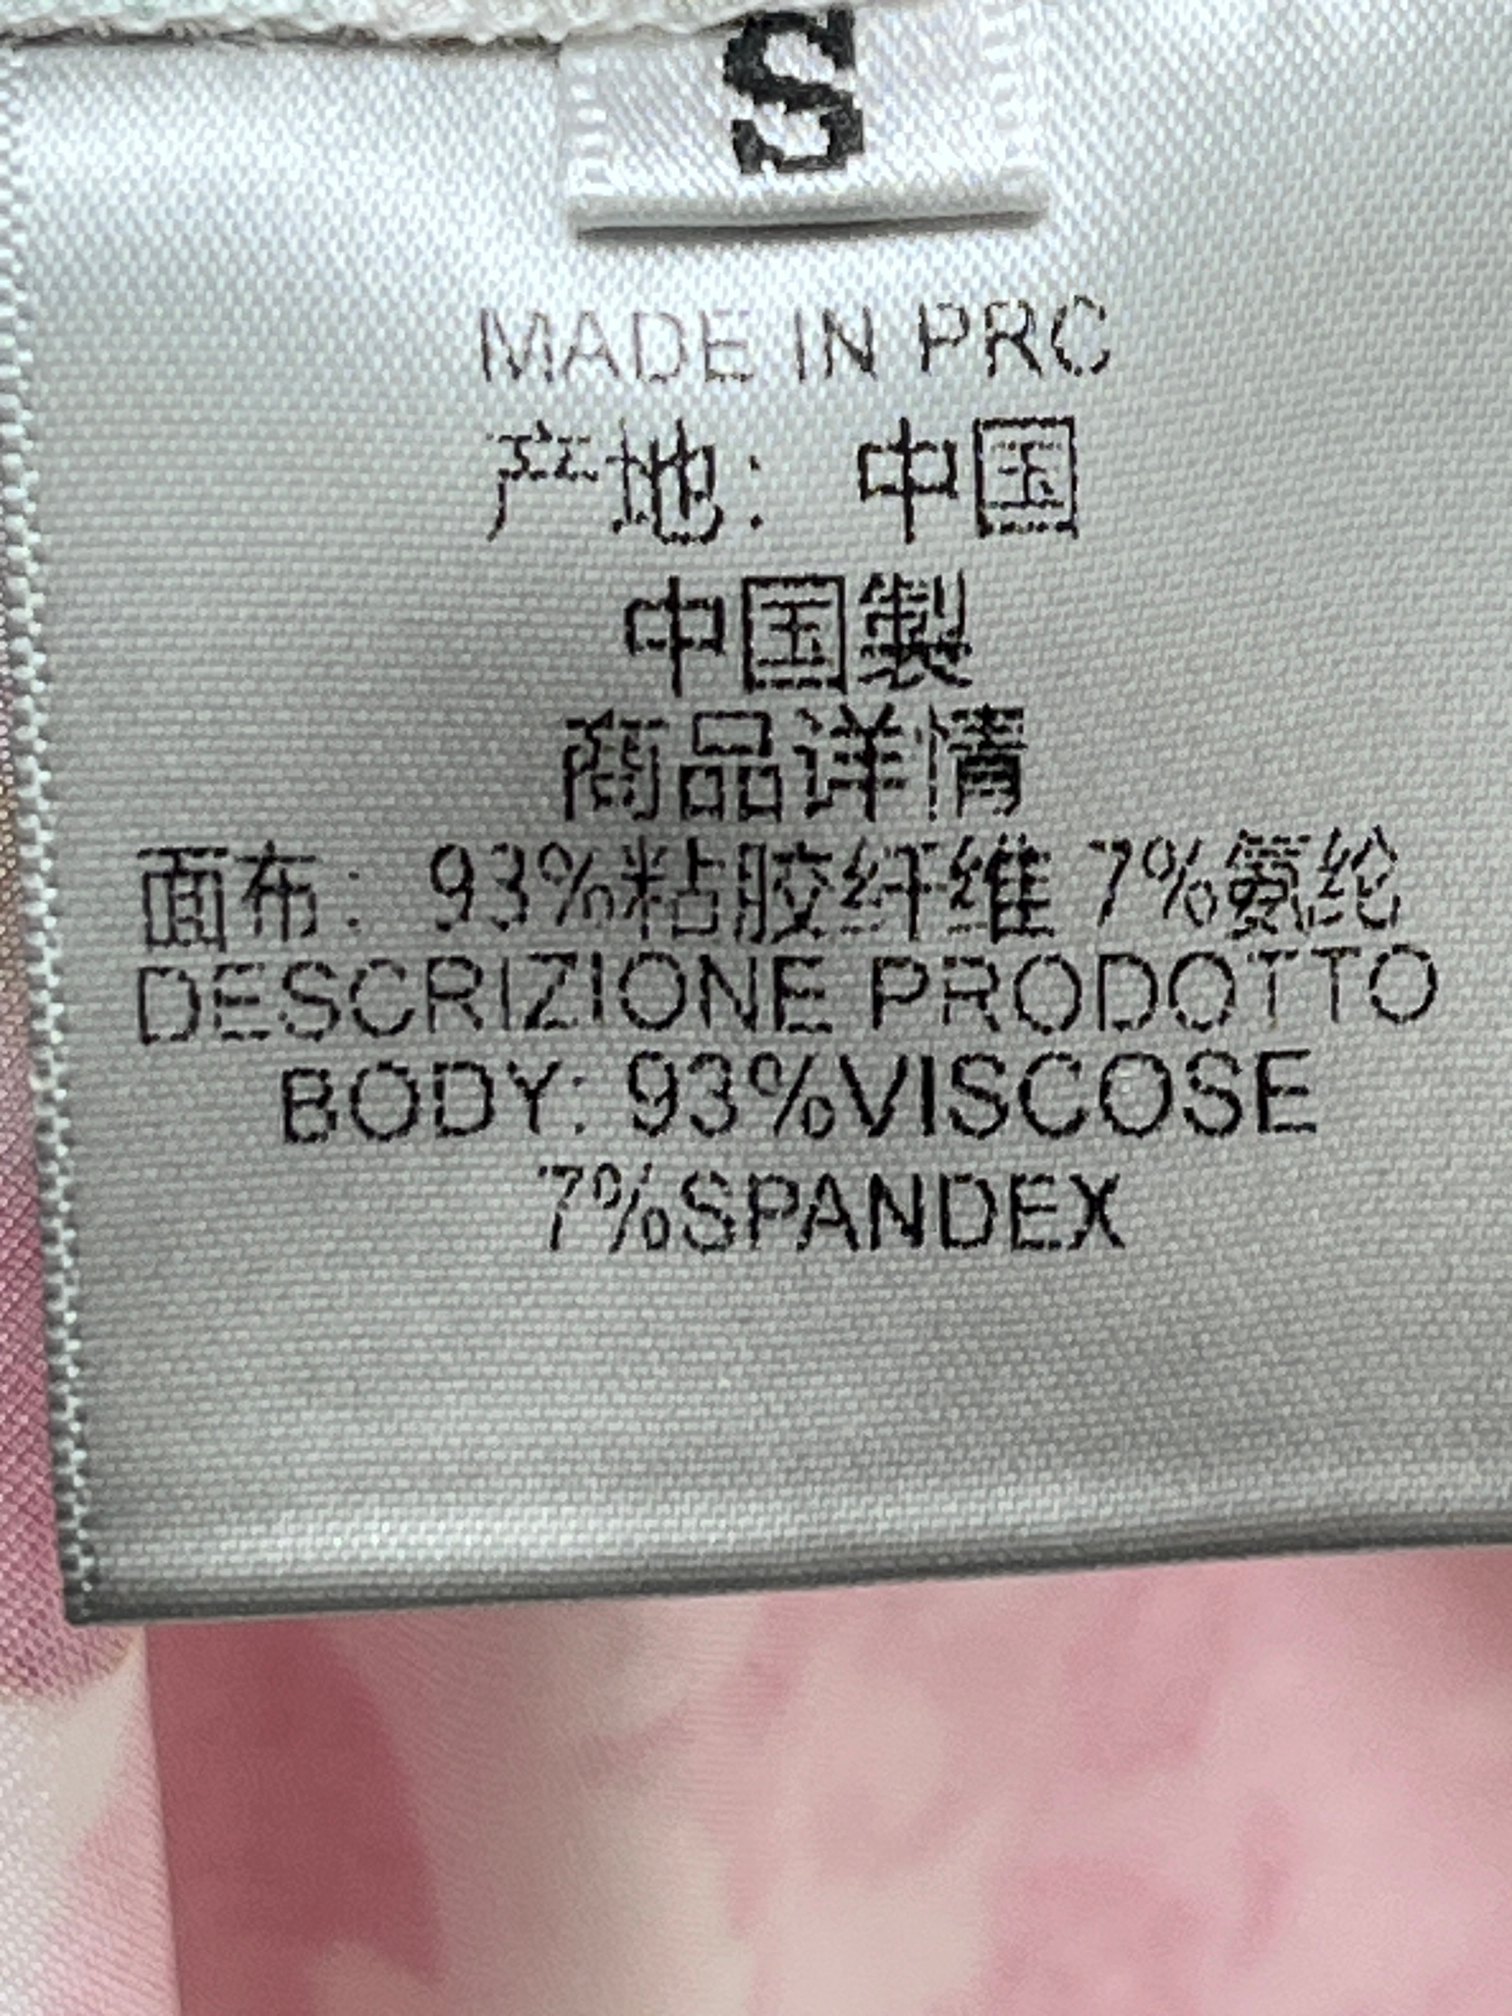 S
MADE IN PRC
产地：中国
中国製
商品详情
面布：93%粘胶纤维 7%氨纶
DESCRIZIONE PRODOTTO
BODY: 93%VISCOSE
7%SPANDEX